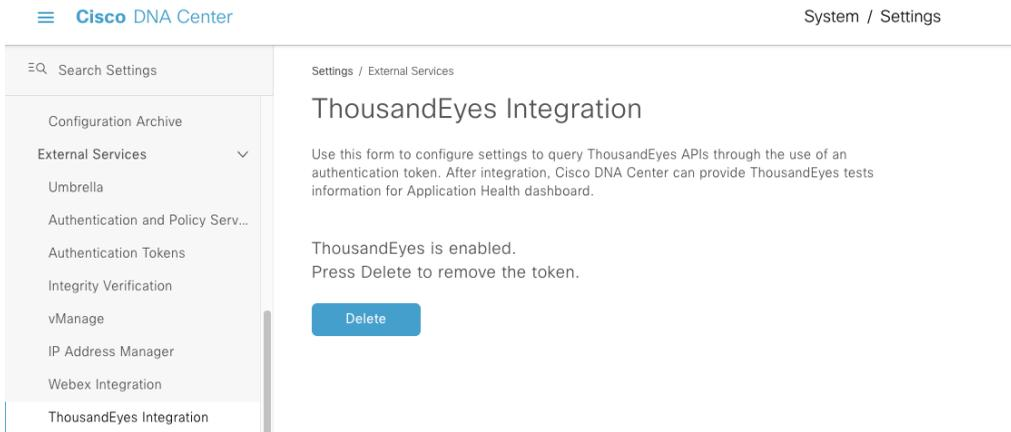 Cisco DNA Center
System / Settings
Search Settings
Configuration Archive
External Services
Umbrella
Authentication and Policy Serv...
Authentication Tokens
Integrity Verification
vManage
IP Address Manager
Webex Integration
ThousandEyes Integration
Settings / External Services
ThousandEyes Integration
Use this form to configure settings to query ThousandEyes APIs through the use of an
authentication token. After integration, Cisco DNA Center can provide ThousandEyes tests
information for Application Health dashboard.
ThousandEyes is enabled.
Press Delete to remove the token.
Delete